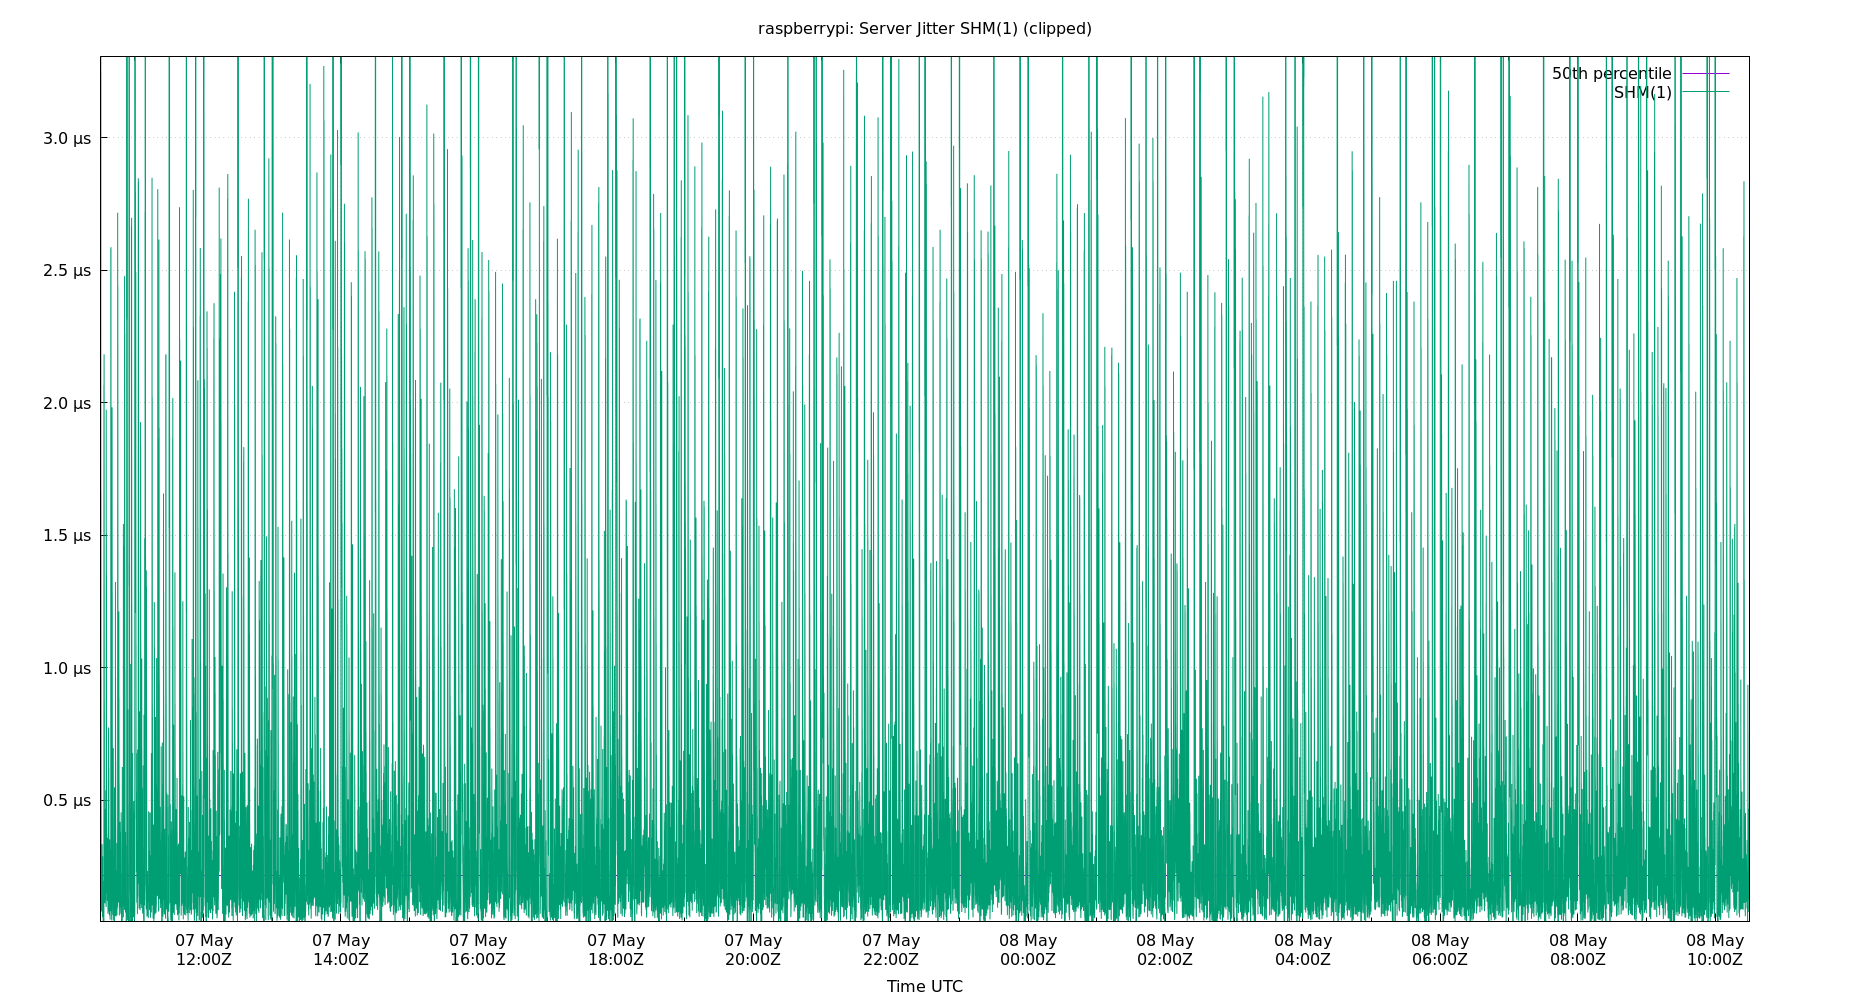 raspberrypi: Server Jitter SHM(1) (clipped)
50th percentile
SHM(1)
3.0 µs
2.5 µs
2.0 µs
1.5 µs
1.0 µs
0.5 µs
07 May 07 May 07 May 07 May 07 May 07 May 08 May 08 May 08 May 08 May 08 May 08 May
12:00Z 14:00Z 16:00Z 18:00Z 20:00Z 22:00Z 00:00Z 02:00Z 04:00Z 06:00Z 08:00Z 10:00Z
Time UTC